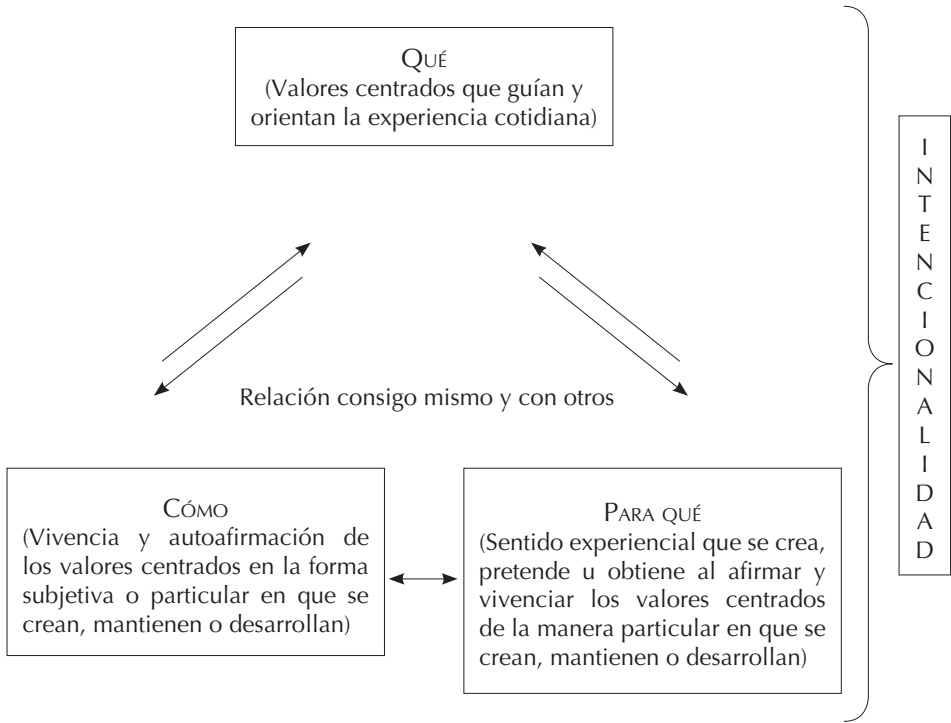 QUÉ
(Valores centrados que guían y
orientan la experiencia cotidiana)
Relación consigo mismo y con otros
CÓMO
(Vivencia y autoafirmación de
los valores centrados en la forma
subjetiva o particular en que se
crean, mantienen o desarrollan)
PARA QUÉ
(Sentido experiencial que se crea,
pretende u obtiene al afirmar y
vivenciar los valores centrados
de la manera particular en que se
crean, mantienen o desarrollan)
INTENCIONALIDAD